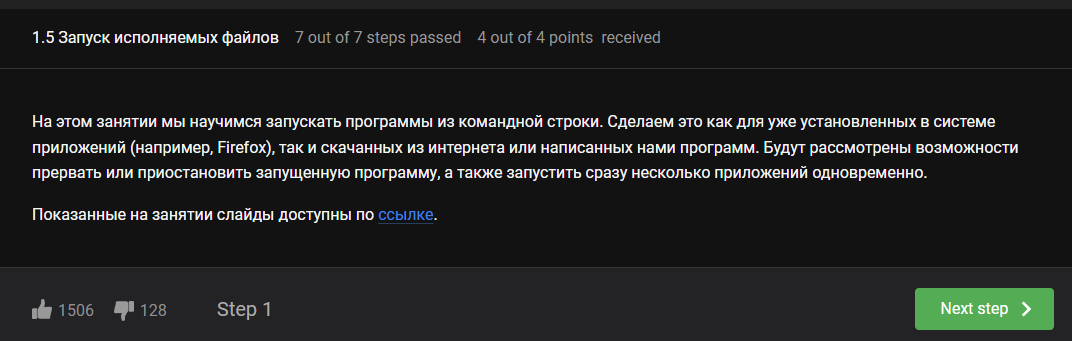 1.5 Запуск исполняемых файлов 7 out of 7 steps passed 4 out of 4 points received
На этом занятии мы научимся запускать программы из командной строки. Сделаем это как для уже установленных в системе
приложений (например, Firefox), так и скачанных из интернета или написанных нами программ. Будут рассмотрены возможности
прервать или приостановить запущенную программу, а также запустить сразу несколько приложений одновременно.
Показанные на занятии слайды доступны по ссылке.
1506 128 Step 1 Next step